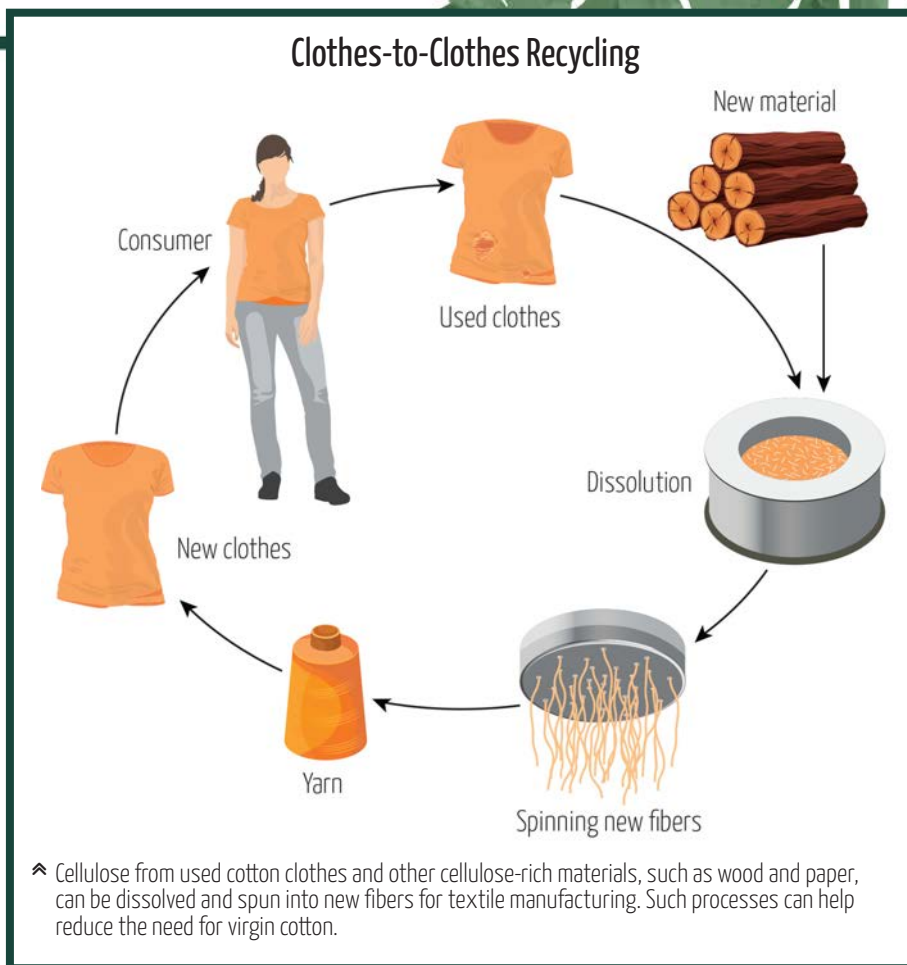 Clothes-to-Clothes Recycling
New material
Consumer
Used clothes
Dissolution
New clothes
Yarn
Spinning new fibers
Cellulose from used cotton clothes and other cellulose-rich materials, such as wood and paper,
can be dissolved and spun into new fibers for textile manufacturing. Such processes can help
reduce the need for virgin cotton.